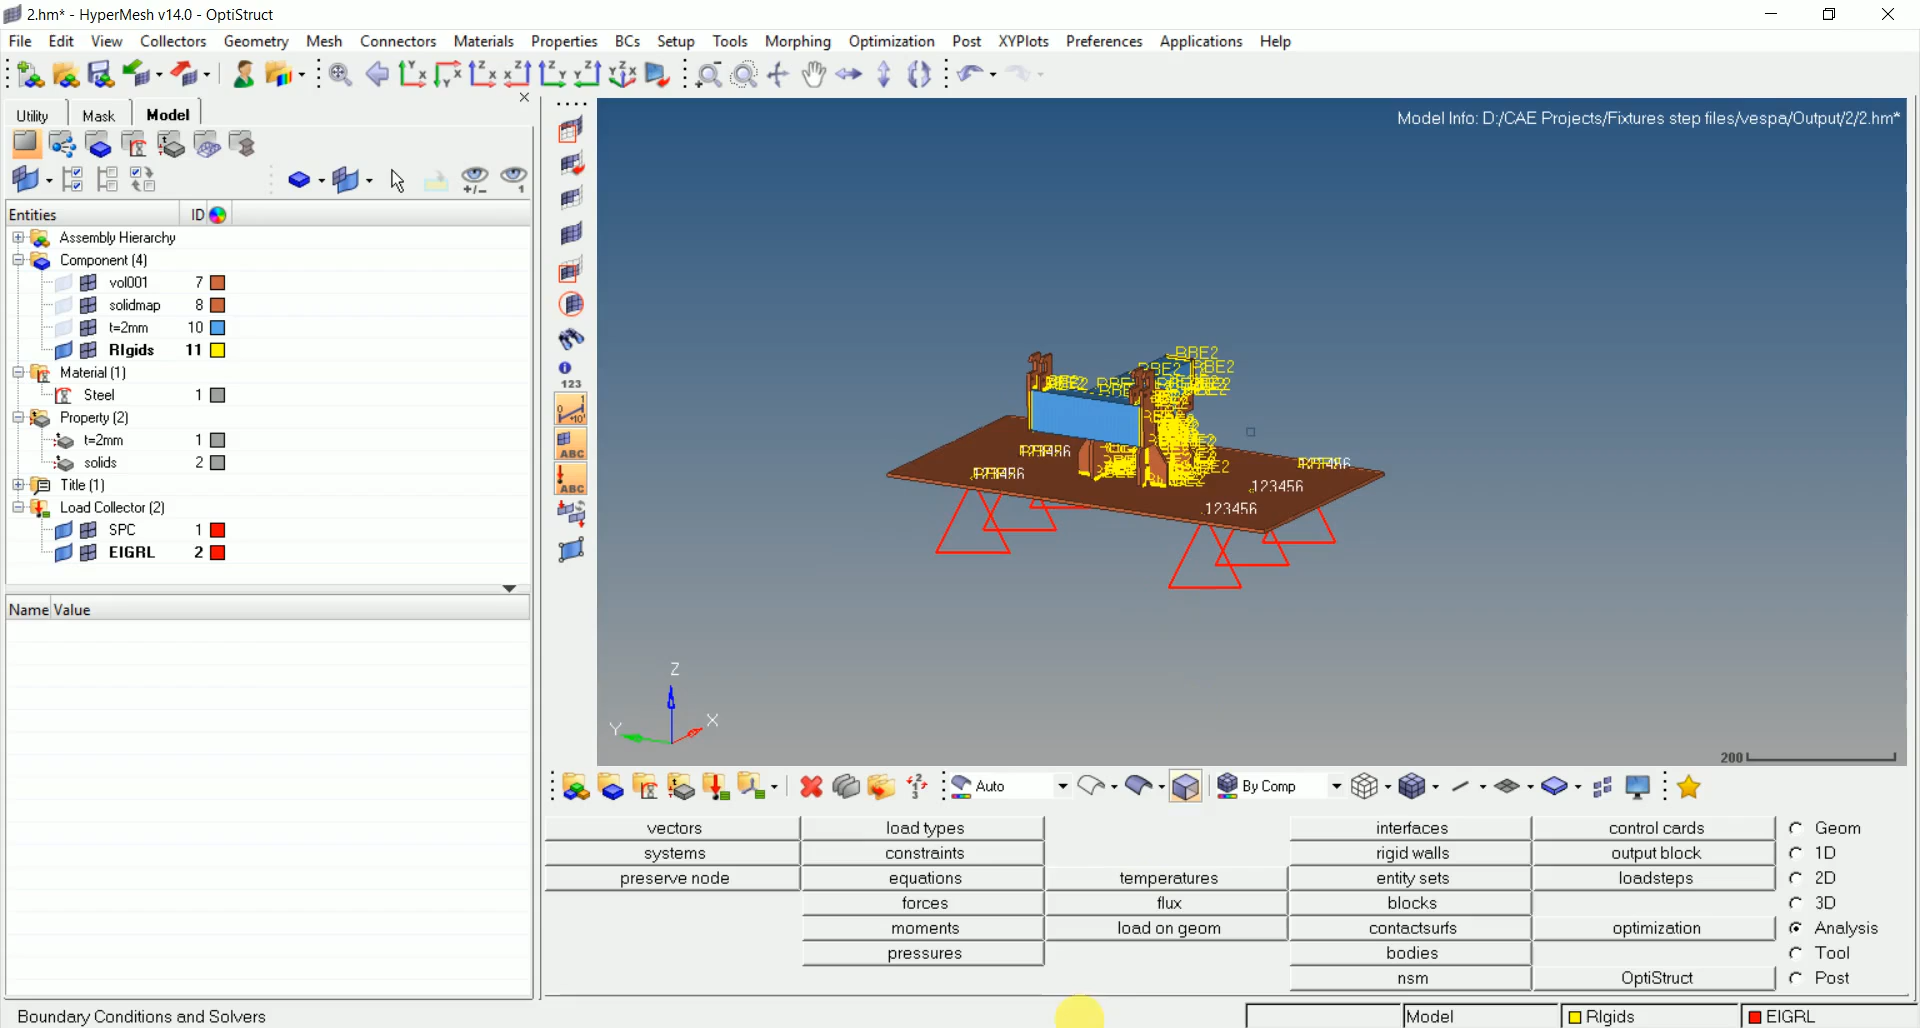 2.hm* - HyperMesh v14.0 - OptiStruct
File Edit View Collectors Geometry Mesh Connectors Materials Properties BCs Setup Tools Morphing Optimization Post XYPlots Preferences Applications Help
Utility Mask Model
Entities ID
Assembly Hierarchy
Component (4)
vol001 7
solidmap 8
t=2mm 10
RIgids 11
Material (1)
Steel 1
Property (2)
t=2mm 1
solids 2
Title (1)
Load Collector (2)
SPC 1
EIGRL 2
Name Value
Model Info: D:/CAE Projects/Fixtures step files/vespa/Output/2/2.hm*
RBE2
RBE2
123456
123456
Z
Y
X
200
Auto
By Comp
vectors load types interfaces control cards Geom
systems constraints rigid walls output block 1D
preserve node equations temperatures entity sets loadsteps 2D
forces flux blocks 3D
moments load on geom contactsurfs optimization Analysis
pressures bodies Tool
nsm OptiStruct Post
Boundary Conditions and Solvers Model RIgids EIGRL